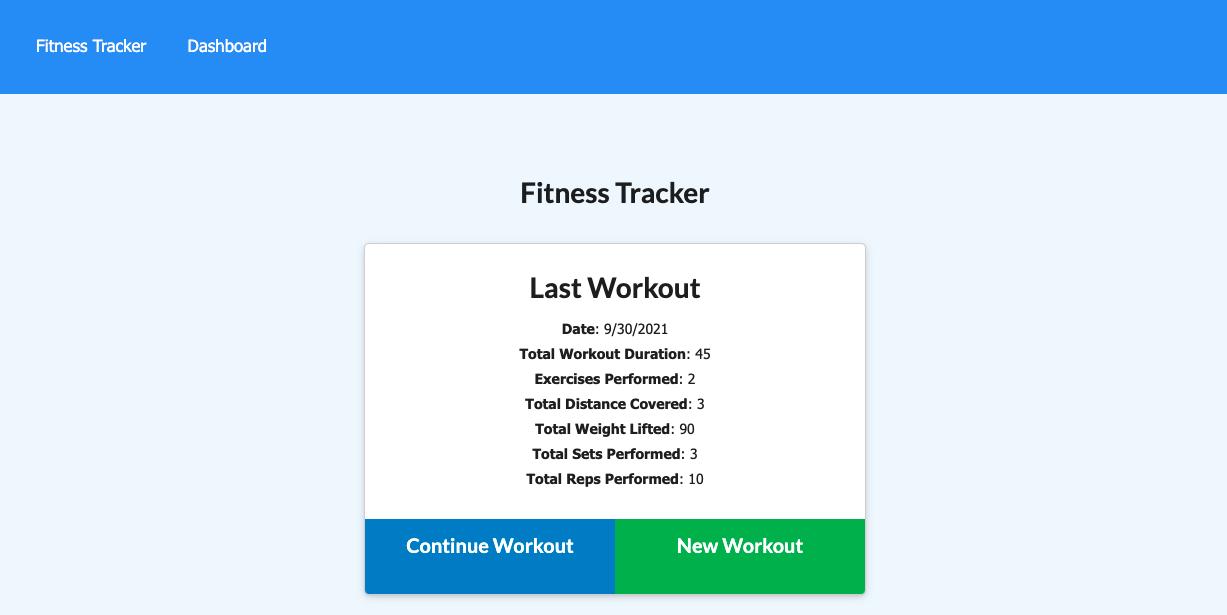 Fitness Tracker Dashboard
Fitness Tracker
Last Workout
Date: 9/30/2021
Total Workout Duration: 45
Exercises Performed: 2
Total Distance Covered: 3
Total Weight Lifted: 90
Total Sets Performed: 3
Total Reps Performed: 10
Continue Workout New Workout